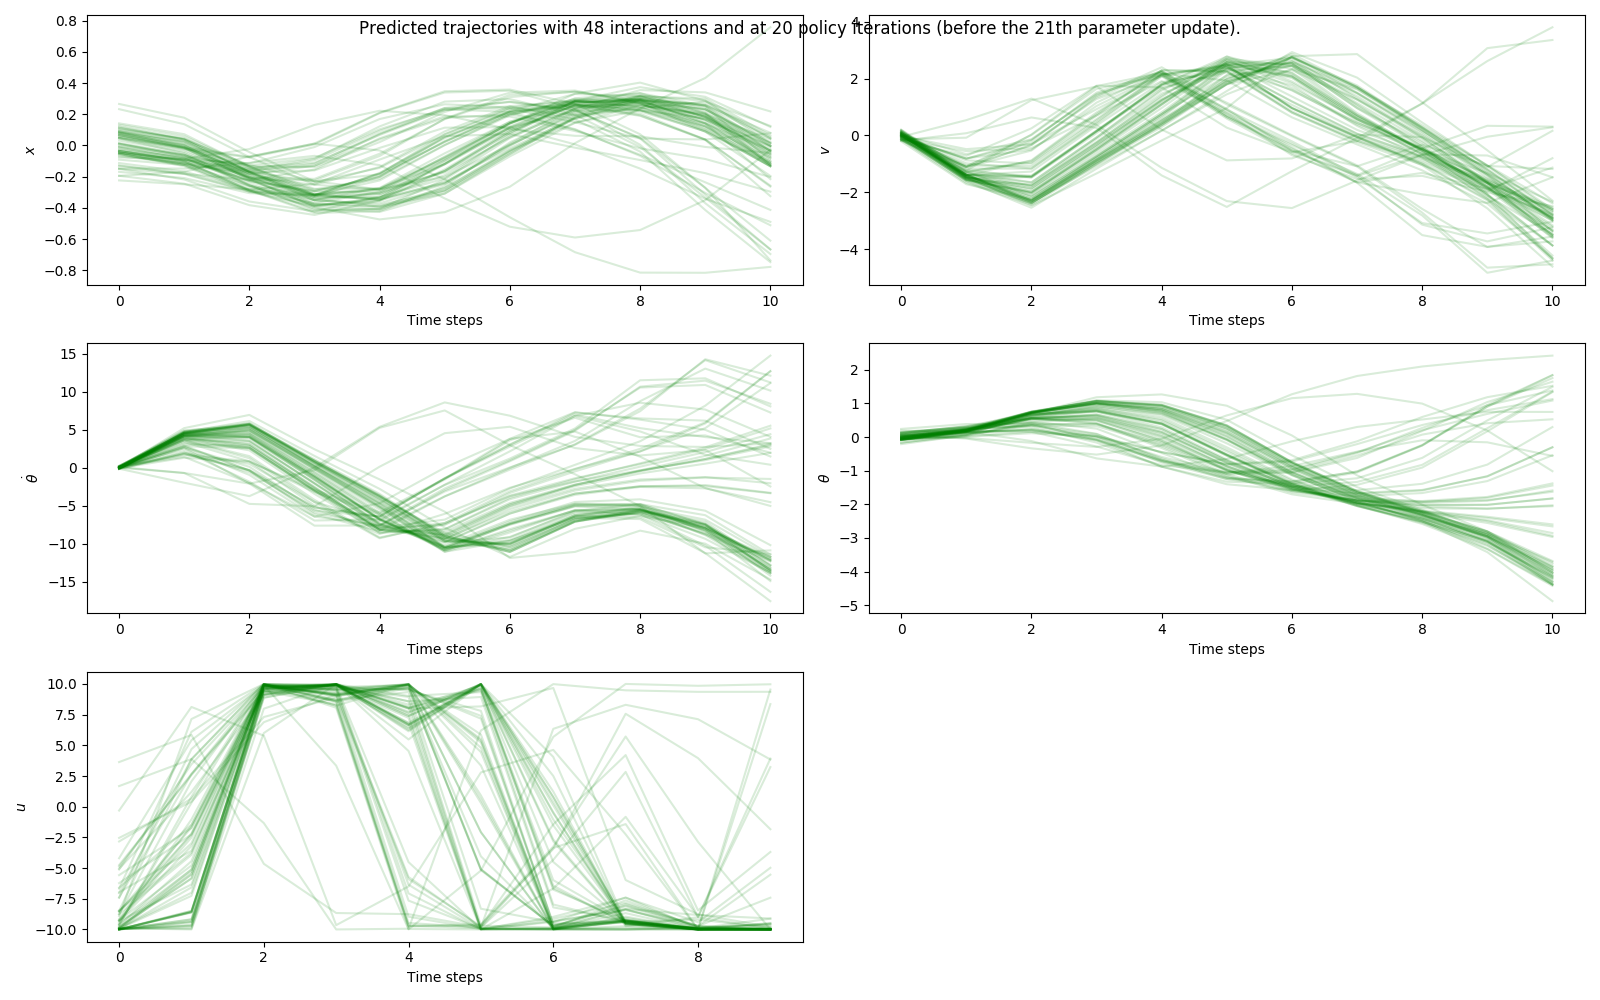 Predicted trajectories with 48 interactions and at 20 policy iterations (before the 21th parameter update).
0.8
0.6
0.4
0.2
0.0
−0.2
−0.4
−0.6
−0.8
x
0 2 4 6 8 10
Time steps
4
2
0
−2
−4
v
0 2 4 6 8 10
Time steps
15
10
5
0
−5
−10
−15
θ̇
0 2 4 6 8 10
Time steps
2
1
0
−1
−2
−3
−4
−5
θ
0 2 4 6 8 10
Time steps
10.0
7.5
5.0
2.5
0.0
−2.5
−5.0
−7.5
−10.0
u
0 2 4 6 8
Time steps